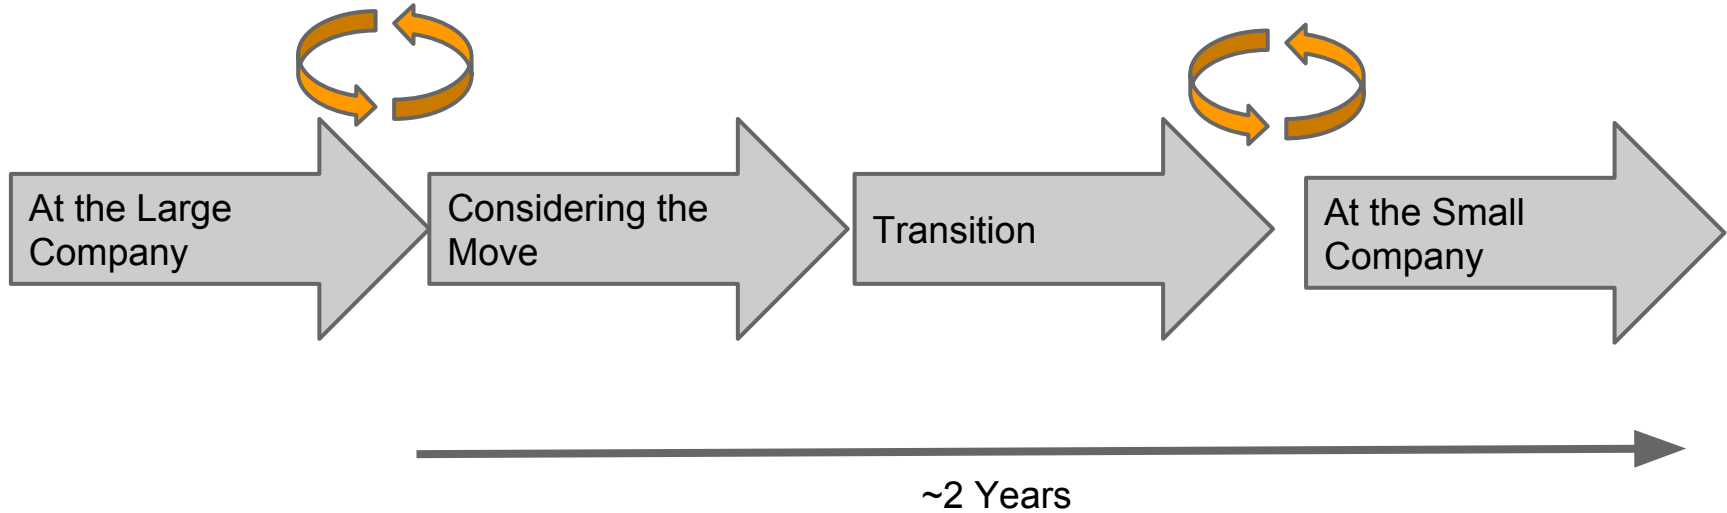 At the Large
Company
Considering the
Move
Transition
At the Small
Company
~2 Years